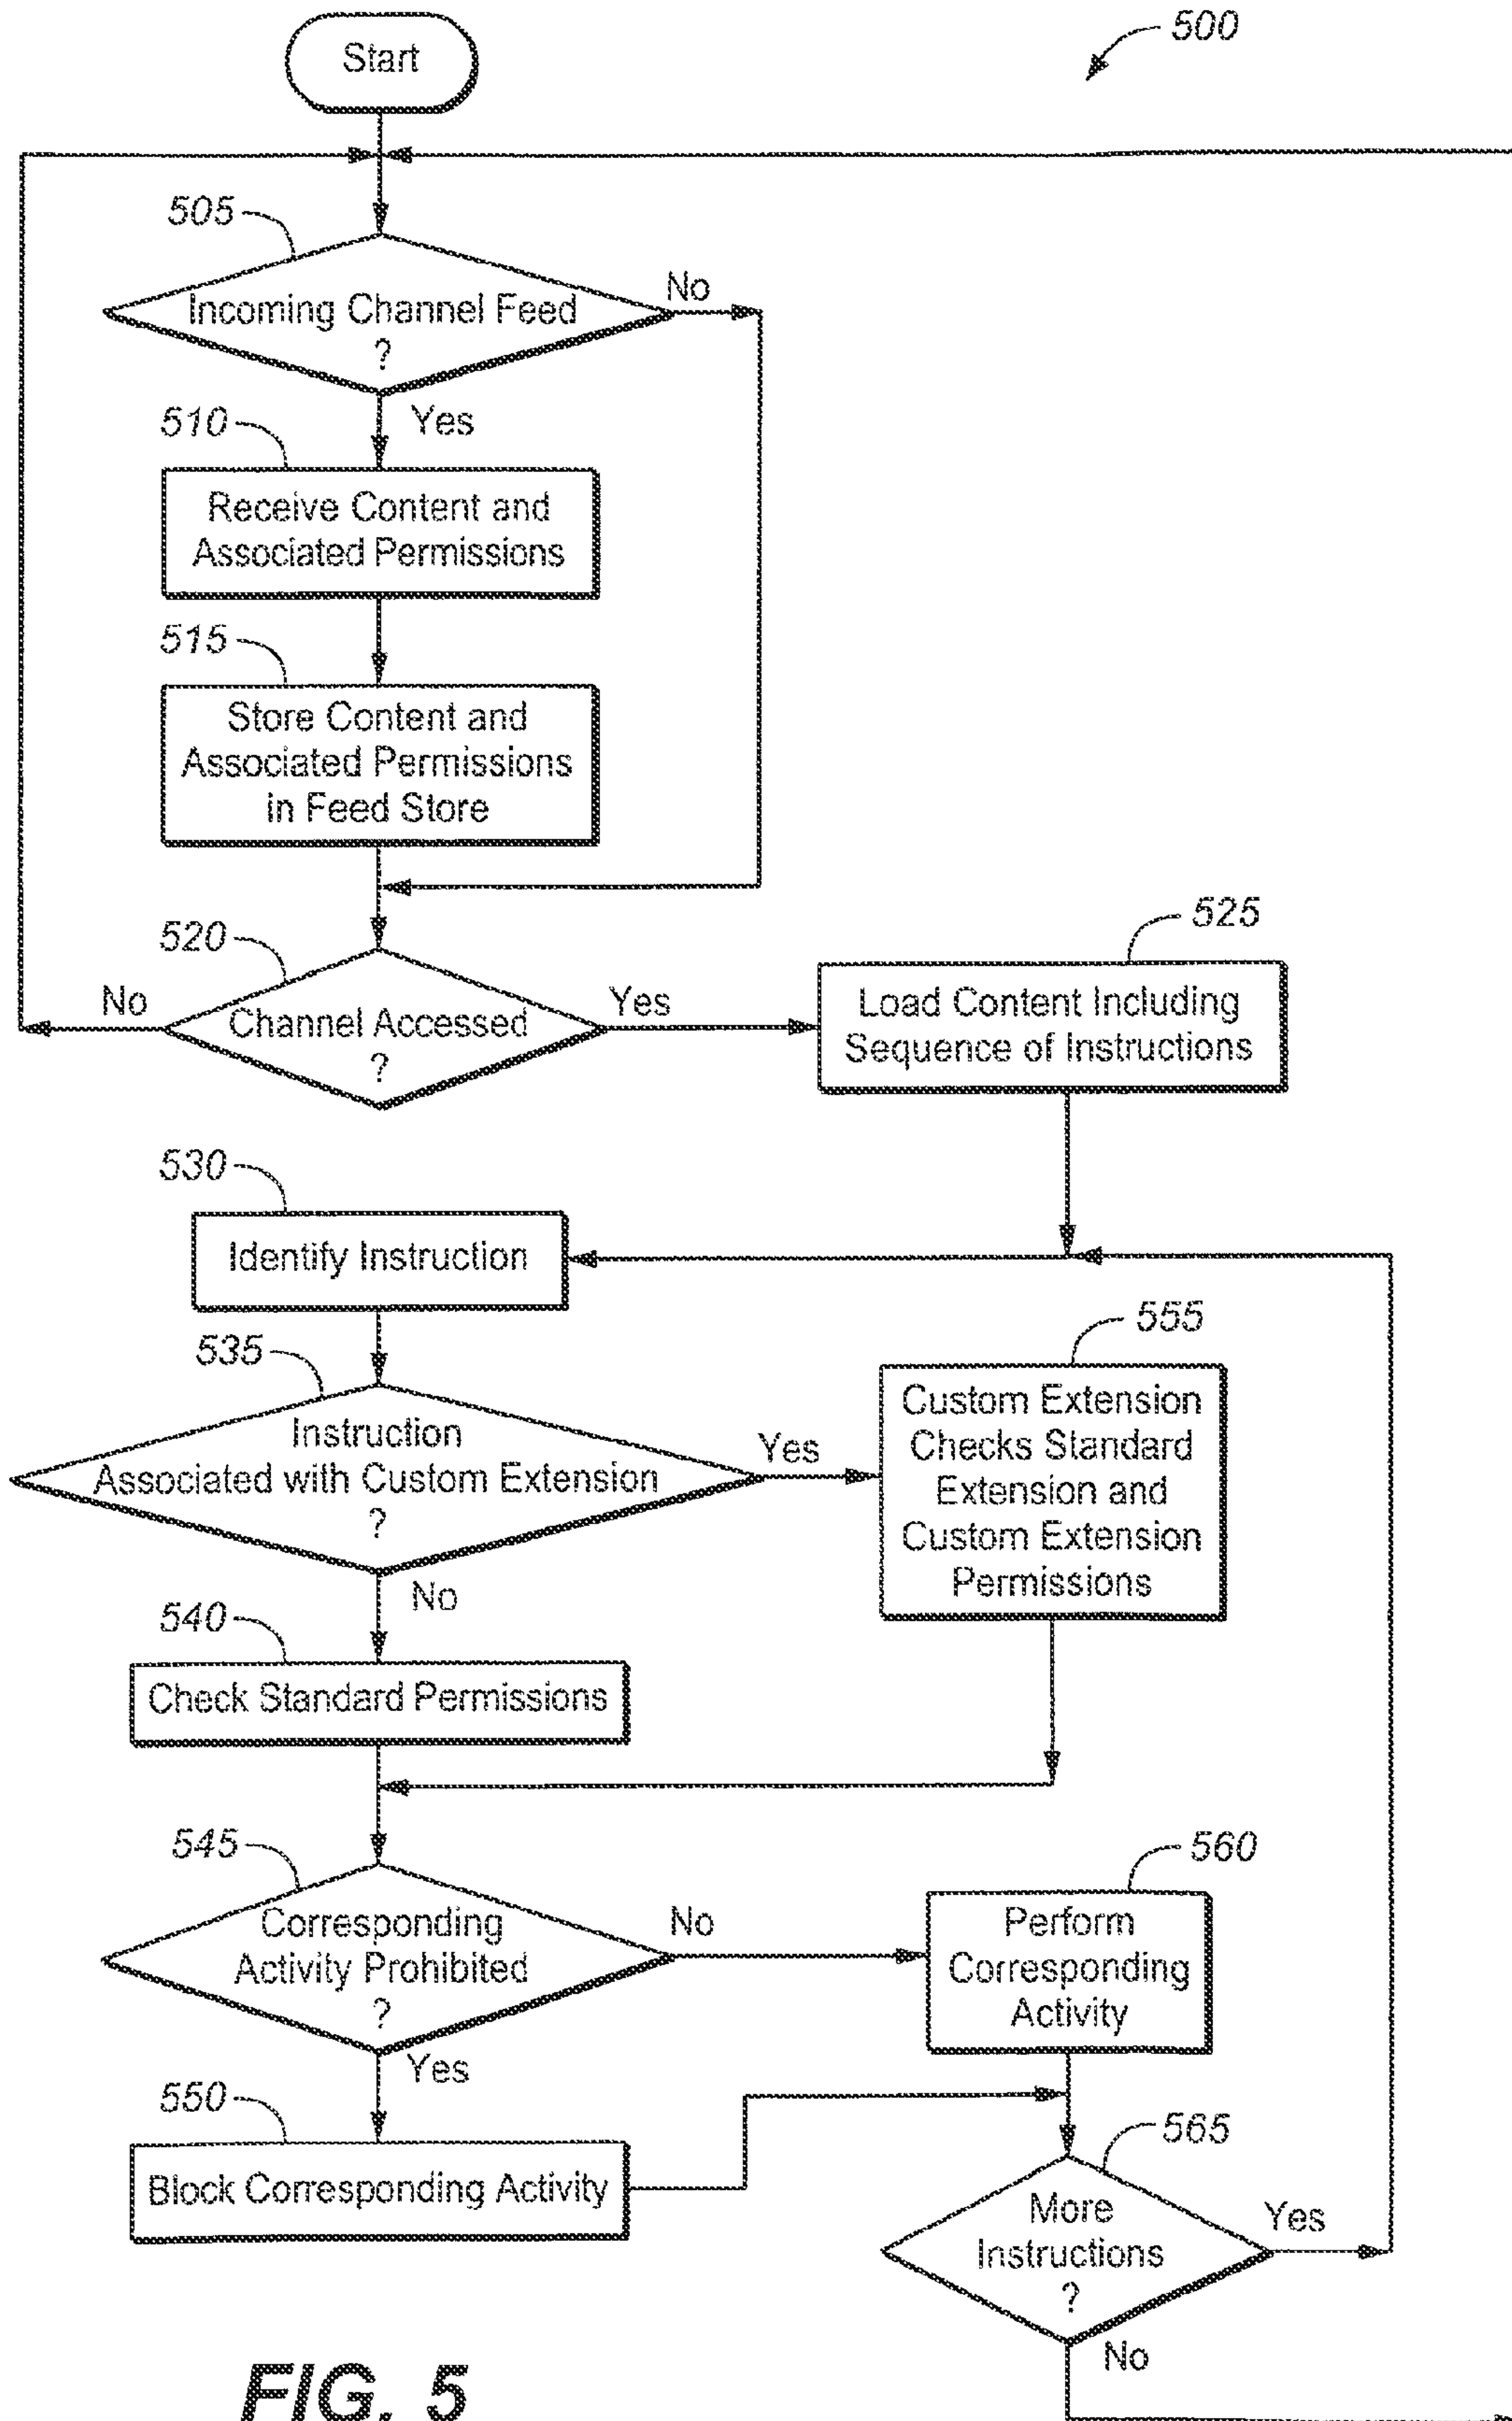 Start
500
505
Incoming Channel Feed
?
No
Yes
510
Receive Content and
Associated Permissions
515
Store Content and
Associated Permissions
in Feed Store
520
No
Channel Accessed
?
Yes
525
Load Content Including
Sequence of Instructions
530
Identify Instruction
535
Instruction
Associated with Custom Extension
?
Yes
No
555
Custom Extension
Checks Standard
Extension and
Custom Extension
Permissions
540
Check Standard Permissions
545
Corresponding
Activity Prohibited
?
No
Yes
560
Perform
Corresponding
Activity
550
Block Corresponding Activity
565
More
Instructions
?
Yes
No
FIG. 5